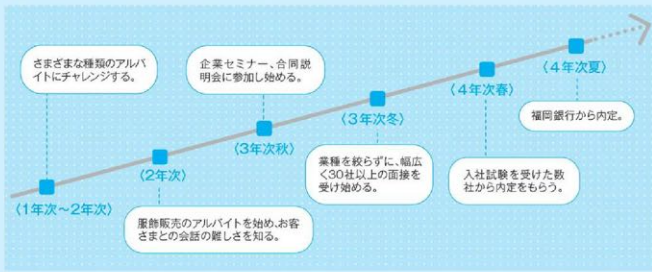 さまざまな種類のアルバ
イトにチャレンジする。
〈1年次～2年次〉
〈2年次〉
服飾販売のアルバイトを始め、お客
さまとの会話の難しさを知る。
企業セミナー、合同説
明会に参加し始める。
〈3年次秋〉
〈3年次冬〉
業種を絞らずに、幅広
く30社以上の面接を
受け始める。
〈4年次春〉
入社試験を受けた数
社から内定をもらう。
〈4年次夏〉
福岡銀行から内定。